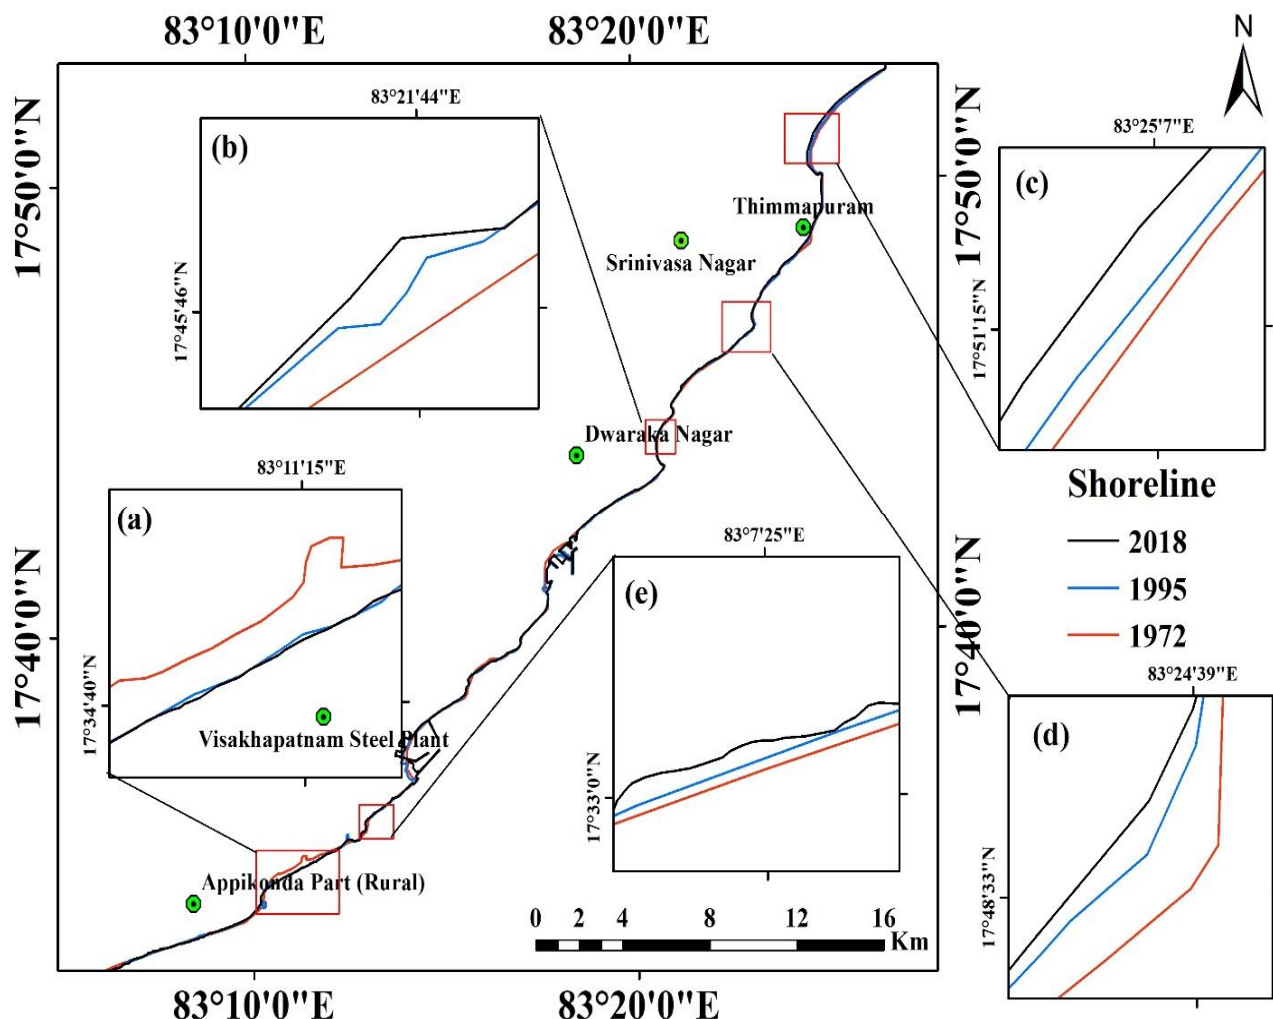 83°10'0"E
83°20'0"E
N
17°50'0"N
17°50'0"N
83°21'44"E
(b)
17°45'46"N
83°25'7"E
(c)
17°51'15"N
Thimmapuram
Srinivasa Nagar
Dwaraka Nagar
83°11'15"E
(a)
17°34'40"N
Visakhapatnam Steel Plant
Shoreline
2018
1995
1972
83°7'25"E
(e)
17°33'0"N
17°40'0"N
17°40'0"N
83°24'39"E
(d)
17°48'33"N
Appikonda Part (Rural)
0 2 4 8 12 16
Km
83°10'0"E
83°20'0"E